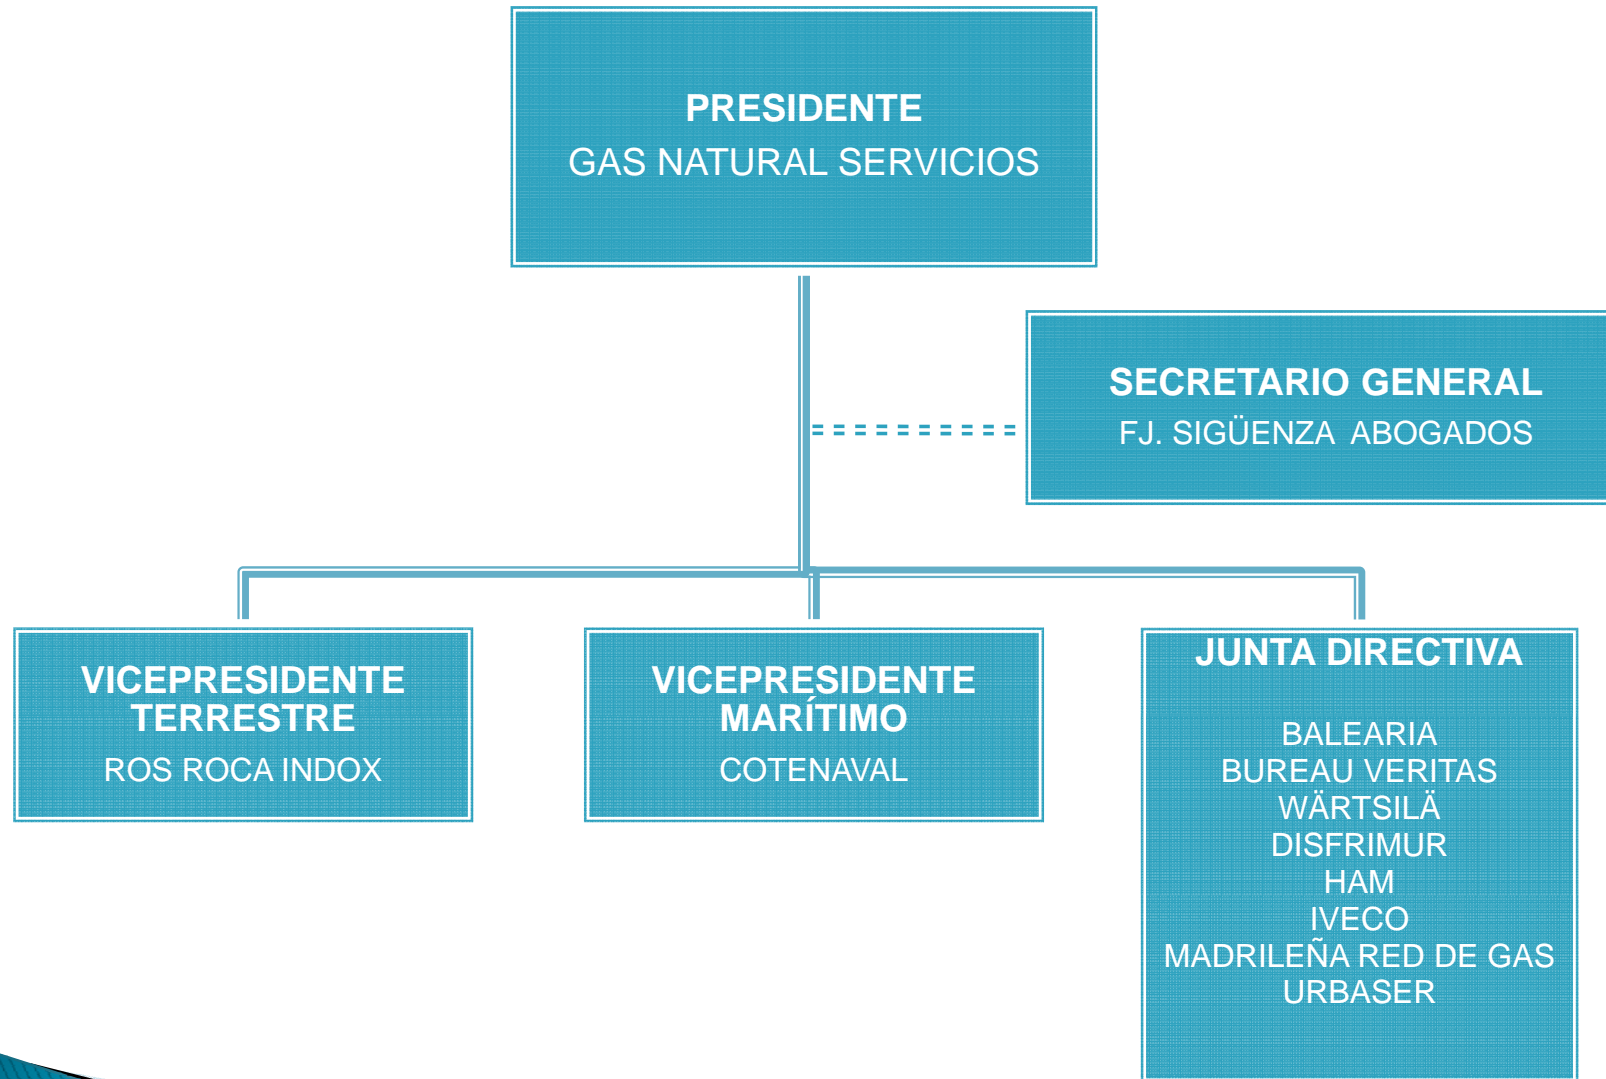 PRESIDENTE
GAS NATURAL SERVICIOS
SECRETARIO GENERAL
FJ. SIGÜENZA ABOGADOS
VICEPRESIDENTE
TERRESTRE
ROS ROCA INDOX
VICEPRESIDENTE
MARÍTIMO
COTENAVAL
JUNTA DIRECTIVA
BALEARIA
BUREAU VERITAS
WÄRTSILÄ
DISFRIMUR
HAM
IVECO
MADRILEÑA RED DE GAS
URBASER